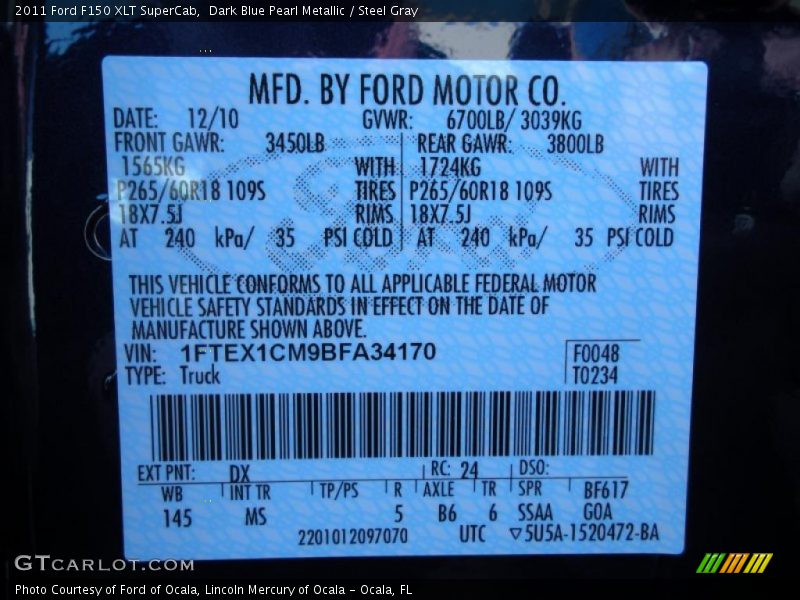 2011 Ford F150 XLT SuperCab,  Dark Blue Pearl Metallic / Steel Gray
MFD. BY FORD MOTOR CO.
DATE: 12/10 GVWR: 6700LB/ 3039KG
FRONT GAWR: 3450LB REAR GAWR: 3800LB
1565KG WITH 1724KG WITH
P265/60R18 109S TIRES P265/60R18 109S TIRES
18X7.5J RIMS 18X7.5J RIMS
AT 240 kPa/ 35 PSI COLD AT 240 kPa/ 35 PSI COLD
THIS VEHICLE CONFORMS TO ALL APPLICABLE FEDERAL MOTOR
VEHICLE SAFETY STANDARDS IN EFFECT ON THE DATE OF
MANUFACTURE SHOWN ABOVE.
VIN: 1FTEX1CM9BFA34170 F0048
TYPE: Truck T0234
EXT PNT: DX RC: 24 DSO:
WB INT TR TP/PS R AXLE TR SPR BF617
145 MS 5 B6 6 SSAA GOA
2201012097070 UTC ▽5U5A-1520472-BA
GTCARLOT.COM
Photo Courtesy of Ford of Ocala, Lincoln Mercury of Ocala - Ocala, FL